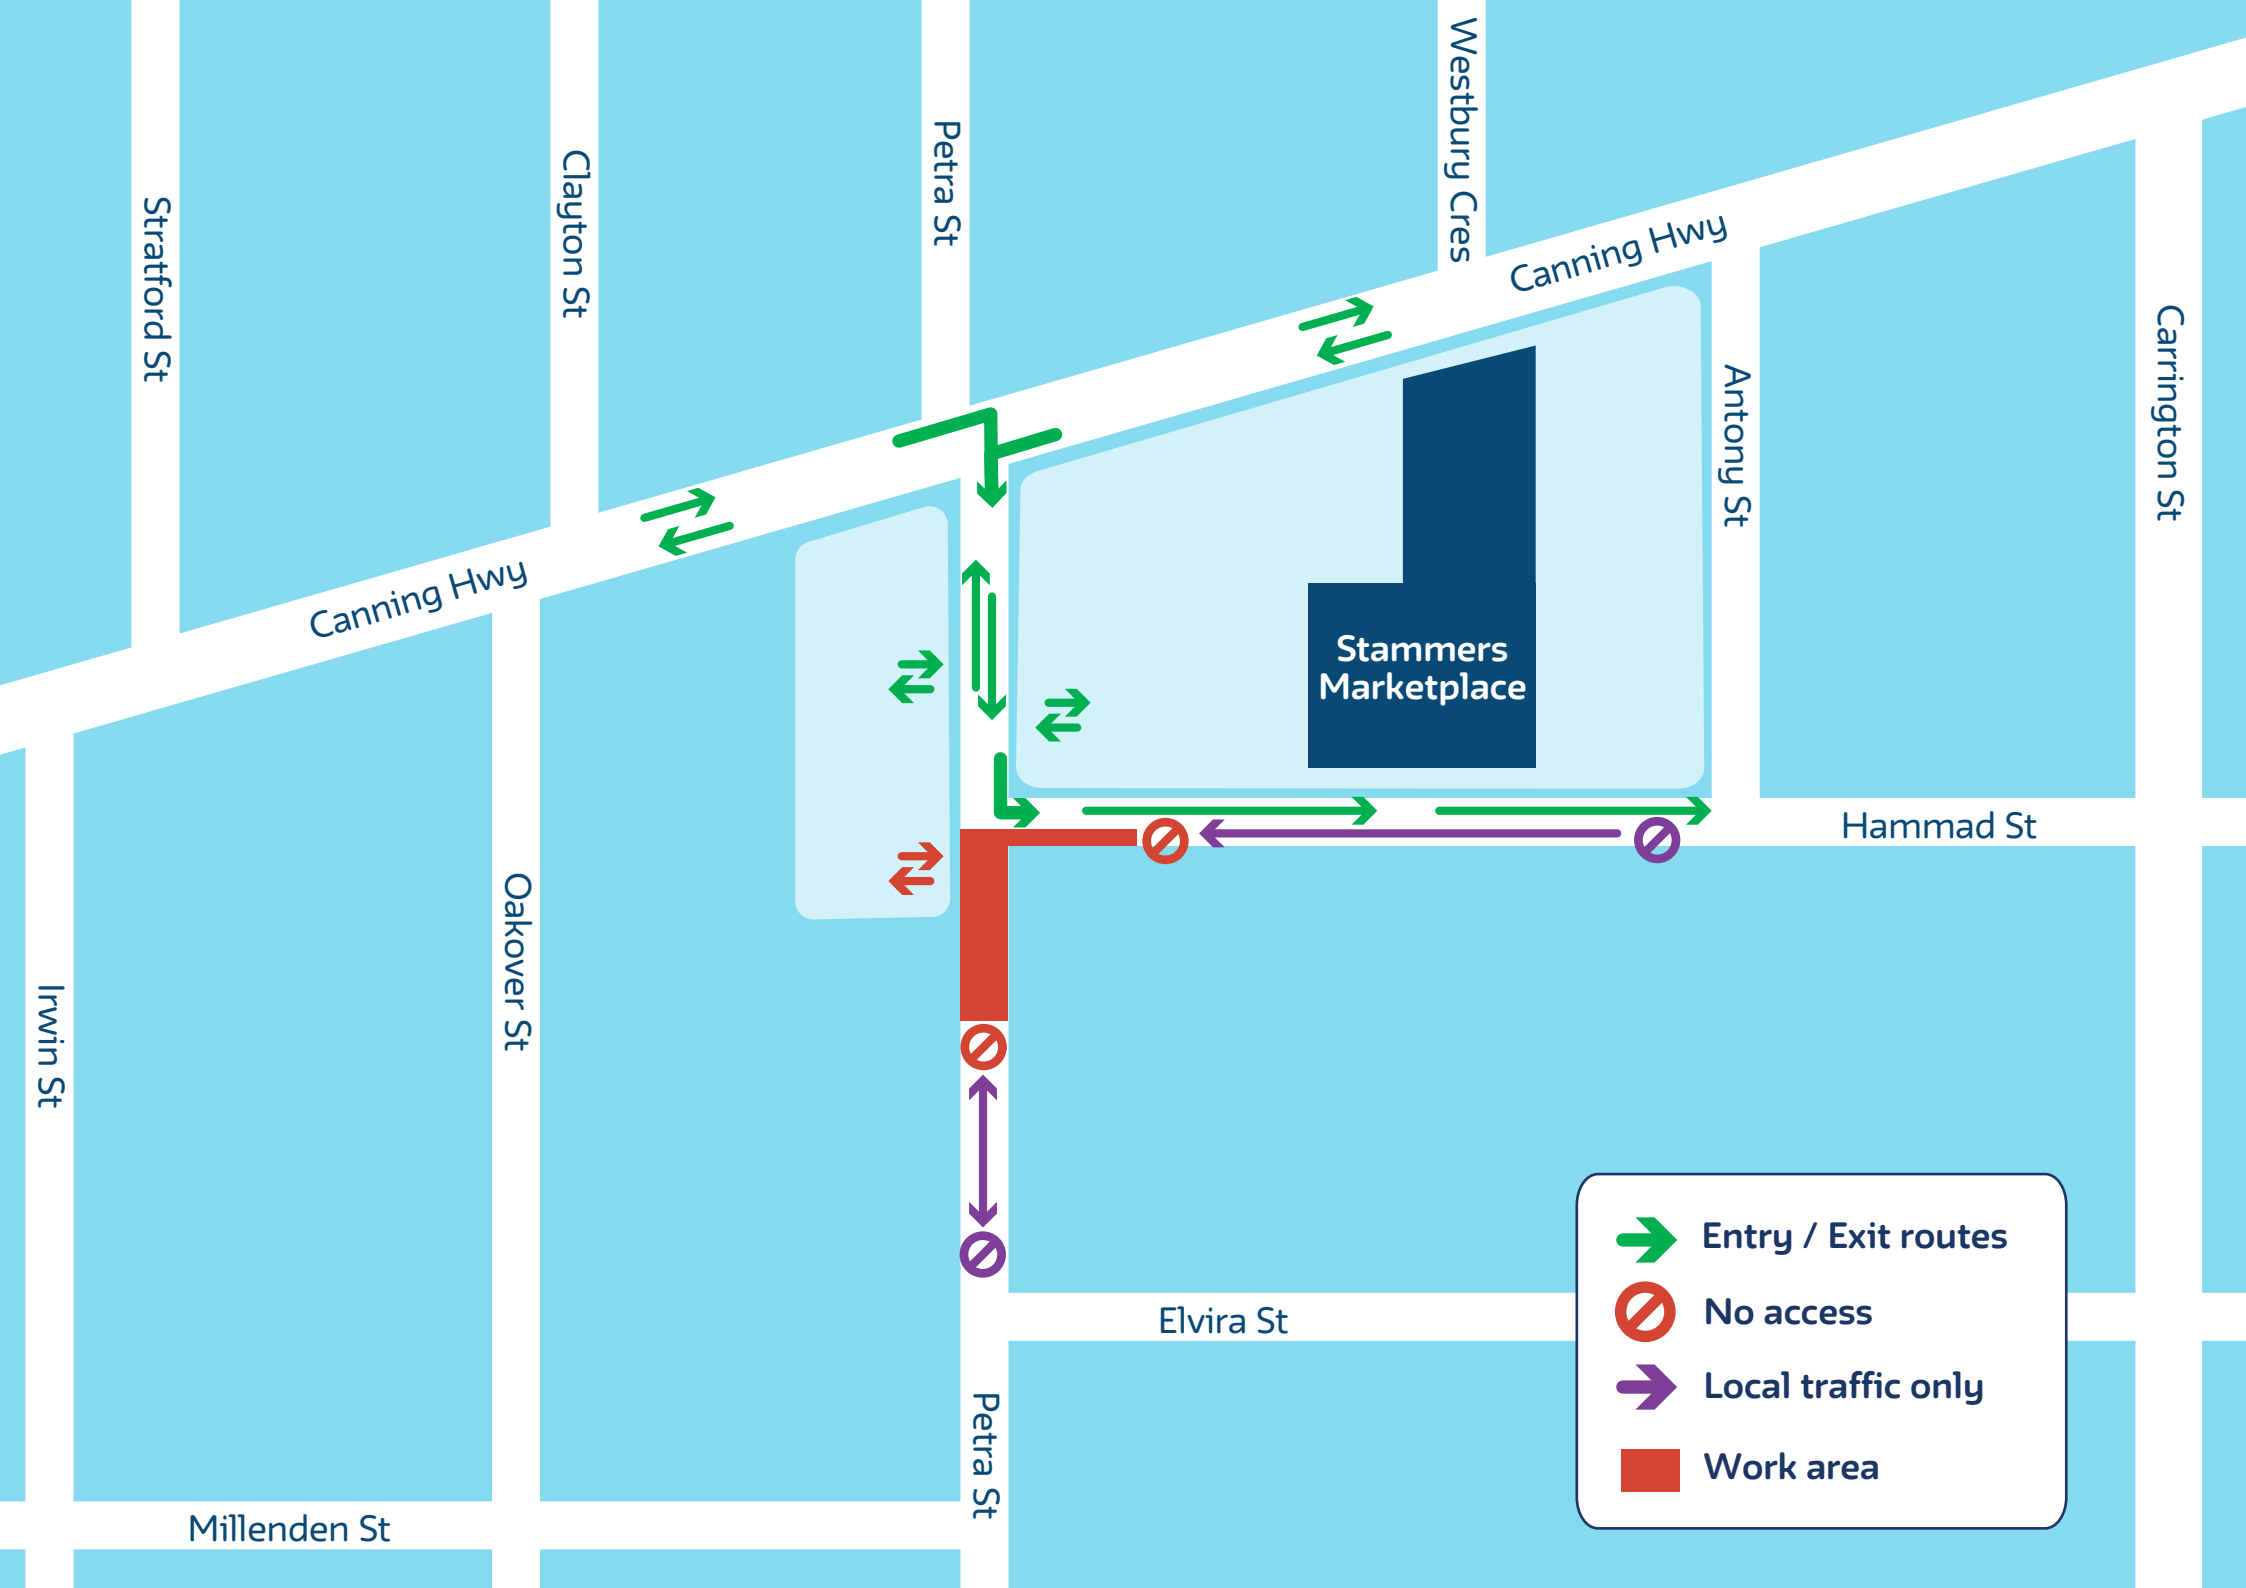 Westbury Cres
Petra St
Clayton St
Stratford St
Canning Hwy
Carrington St
Antony St
Canning Hwy
Stammers
Marketplace
Hammad St
Oakover St
Irwin St
Elvira St
Petra St
Millenden St
Entry / Exit routes
No access
Local traffic only
Work area